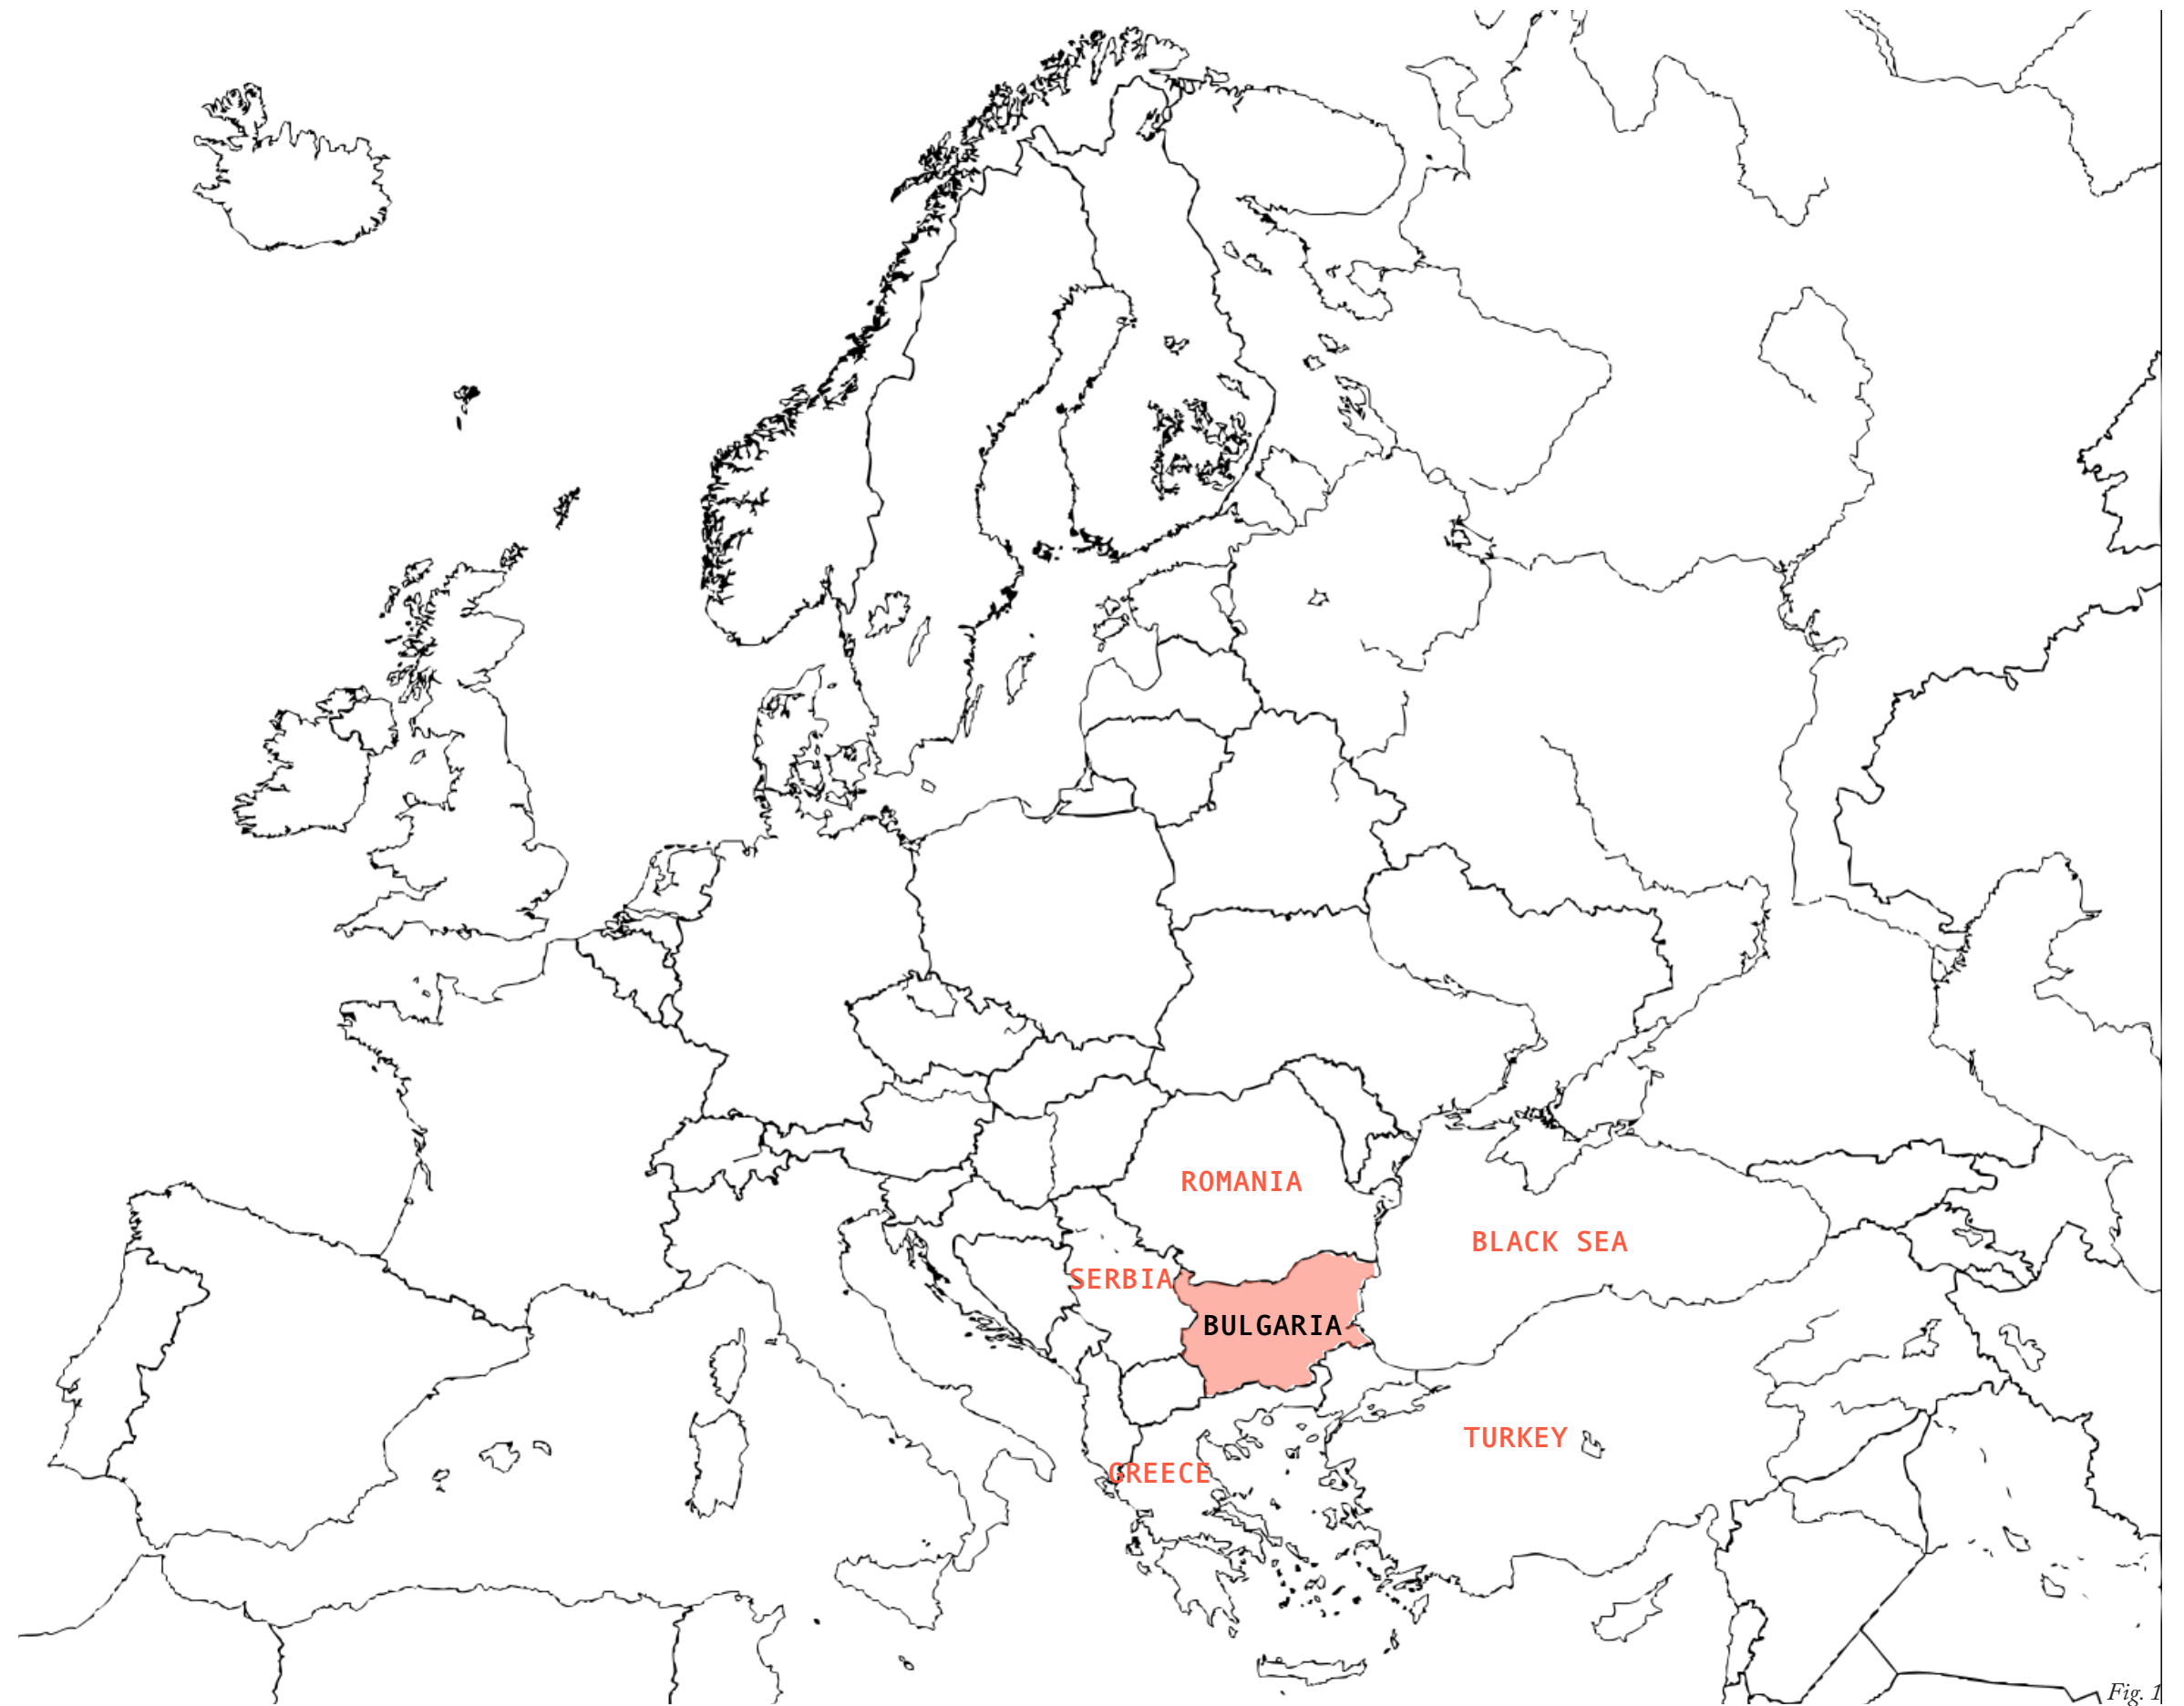 ROMANIA
BLACK SEA
SERBIA
BULGARIA
TURKEY
GREECE
Fig. 1